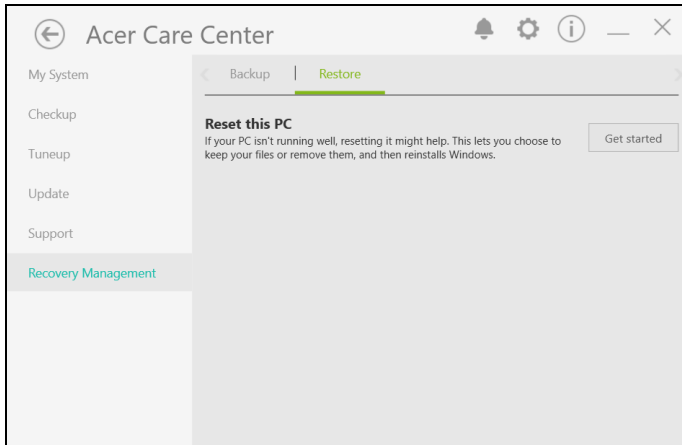 Acer Care Center
My System
Checkup
Tuneup
Update
Support
Recovery Management
Backup | Restore
Reset this PC
If your PC isn't running well, resetting it might help. This lets you choose to
keep your files or remove them, and then reinstalls Windows.
Get started